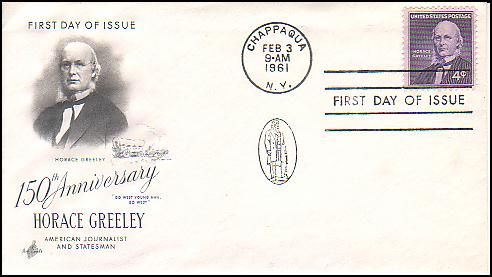 FIRST DAY OF ISSUE
HORACE GREELEY
150th Anniversary
"GO WEST YOUNG MAN,
GO WEST"
HORACE GREELEY
AMERICAN JOURNALIST
AND STATESMAN
ArtCraft
CHAPPAQUA
FEB 3
9-AM
1961
N.Y.
UNITED STATES POSTAGE
HORACE
GREELEY
4¢
FIRST DAY OF ISSUE